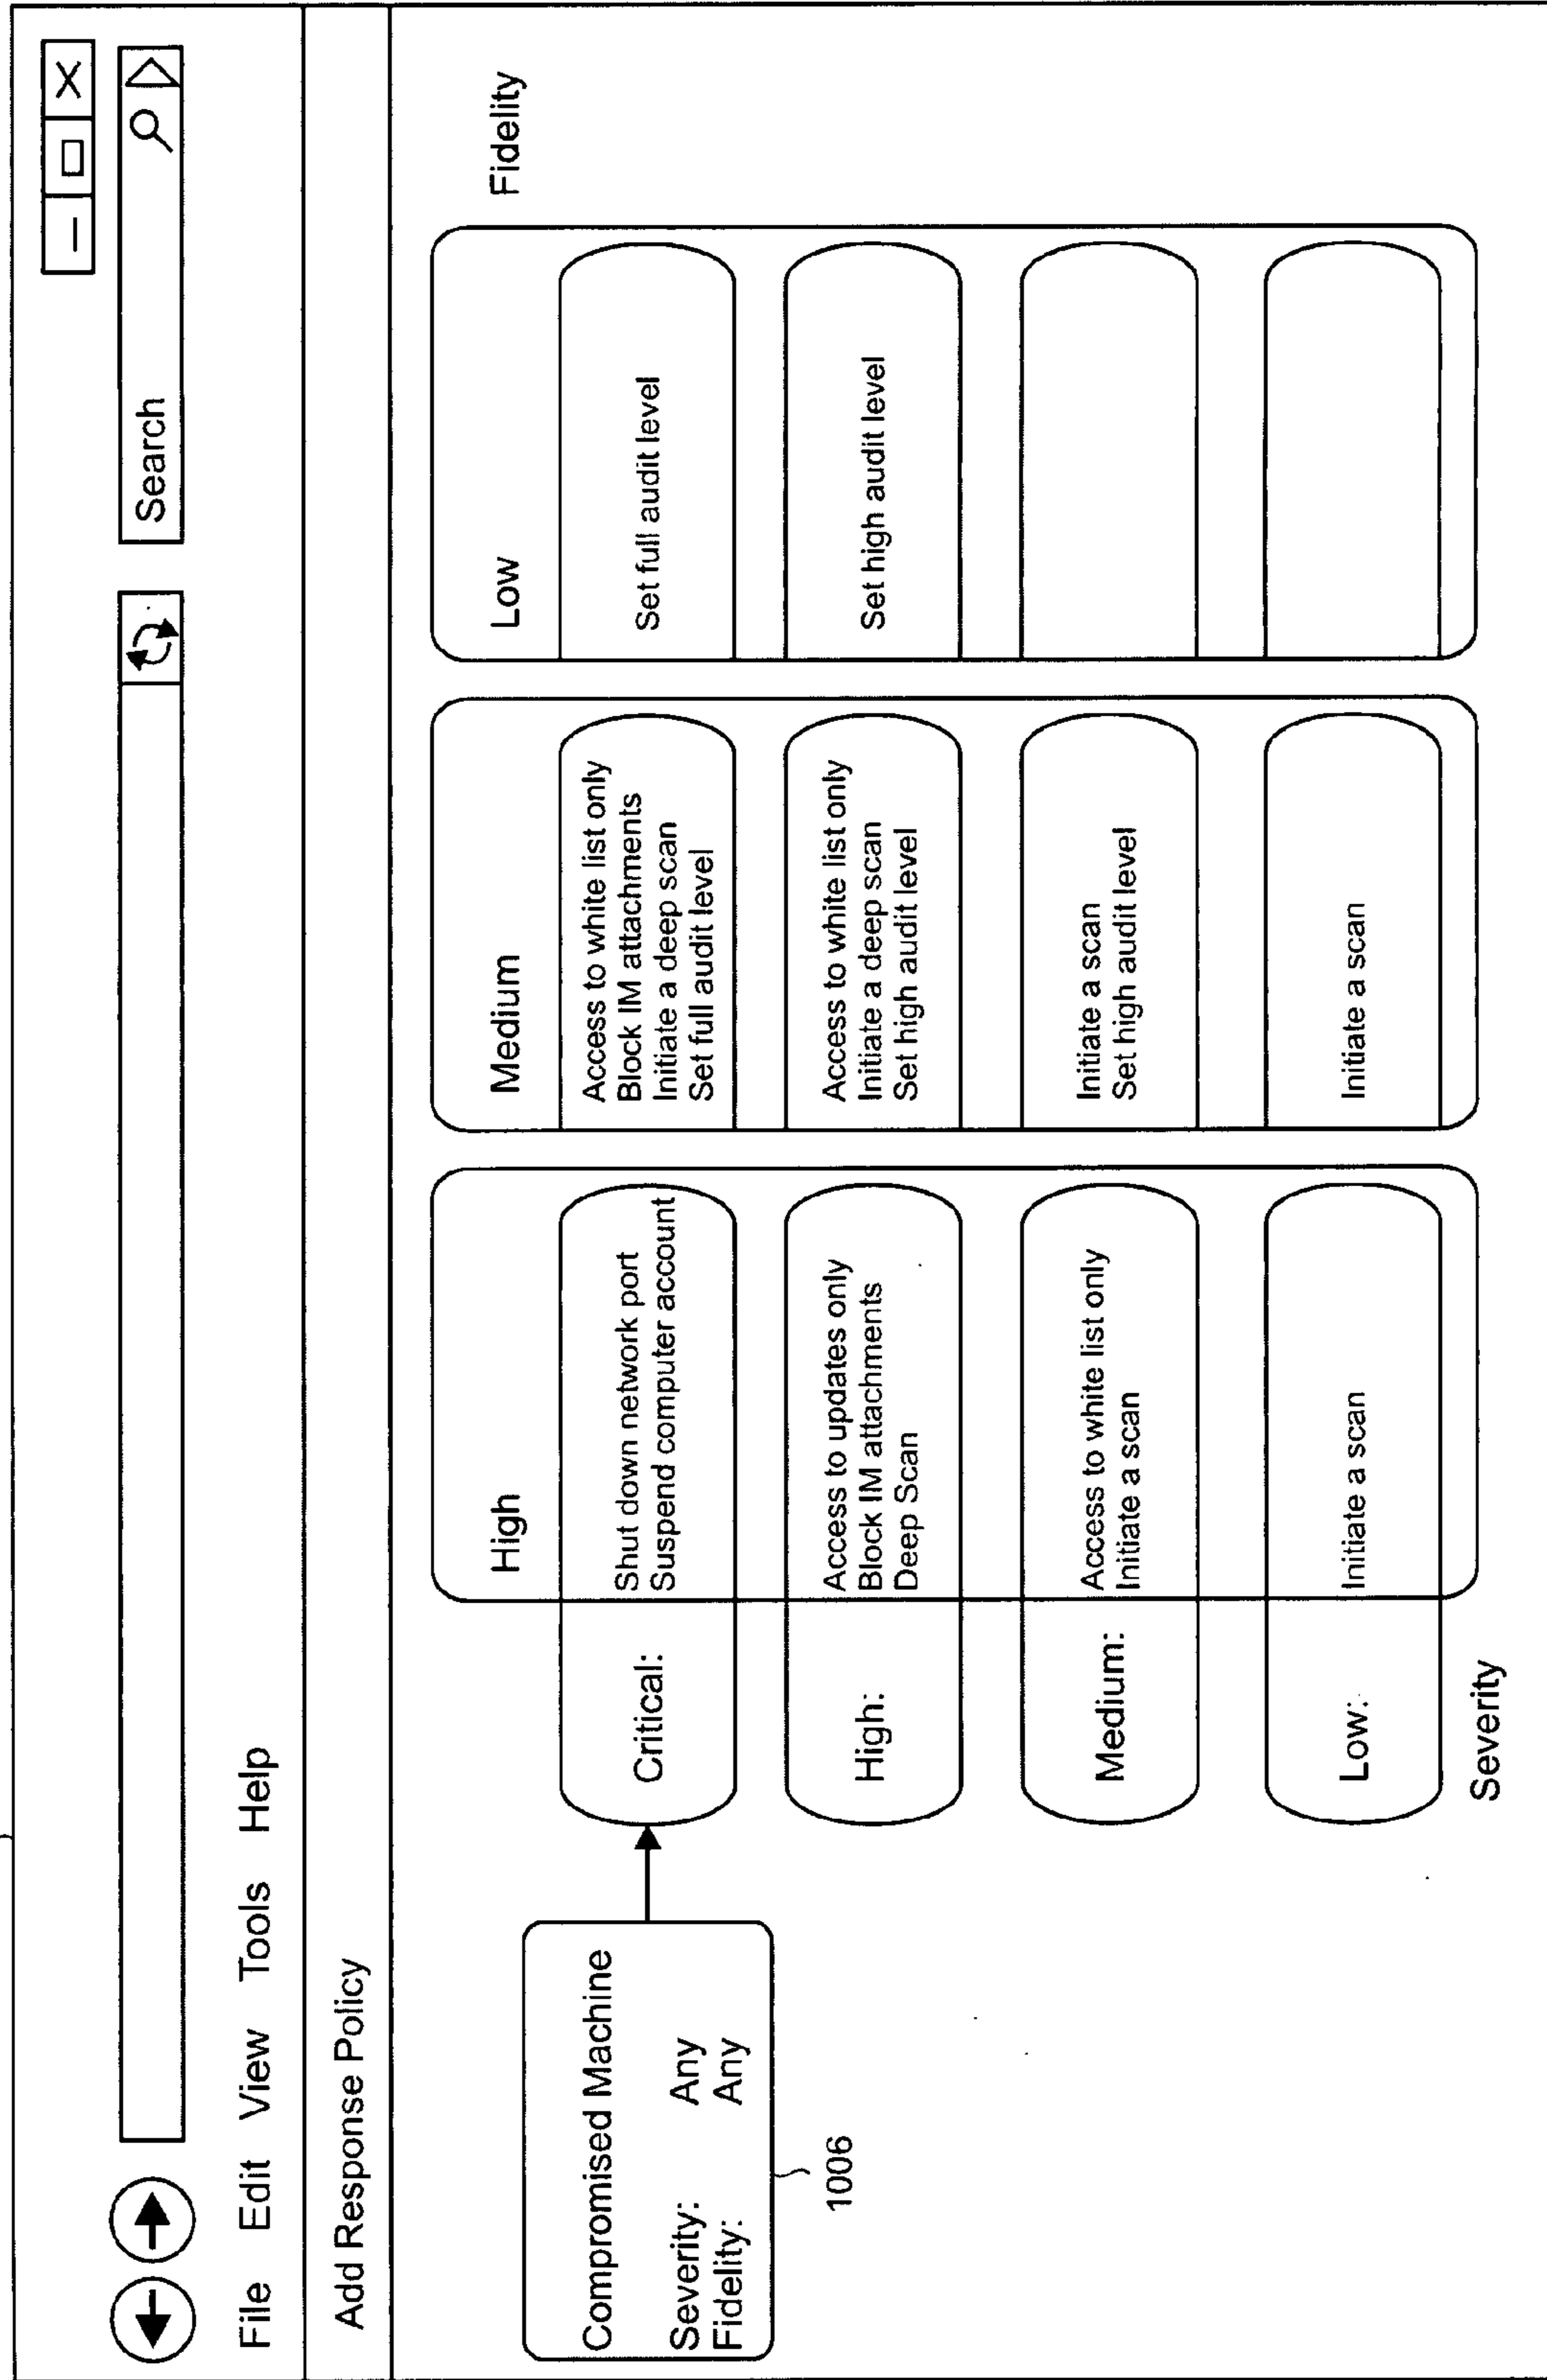 Search
File Edit View Tools Help
Add Response Policy
High
Medium
Low
Fidelity
Compromised Machine
Severity: Any
Fidelity: Any
1006
Critical:
Shut down network port
Suspend computer account
Access to white list only
Block IM attachments
Initiate a deep scan
Set full audit level
Set full audit level
High:
Access to updates only
Block IM attachments
Deep Scan
Access to white list only
Initiate a deep scan
Set high audit level
Set high audit level
Medium:
Access to white list only
Initiate a scan
Initiate a scan
Set high audit level
Low:
Initiate a scan
Initiate a scan
Severity